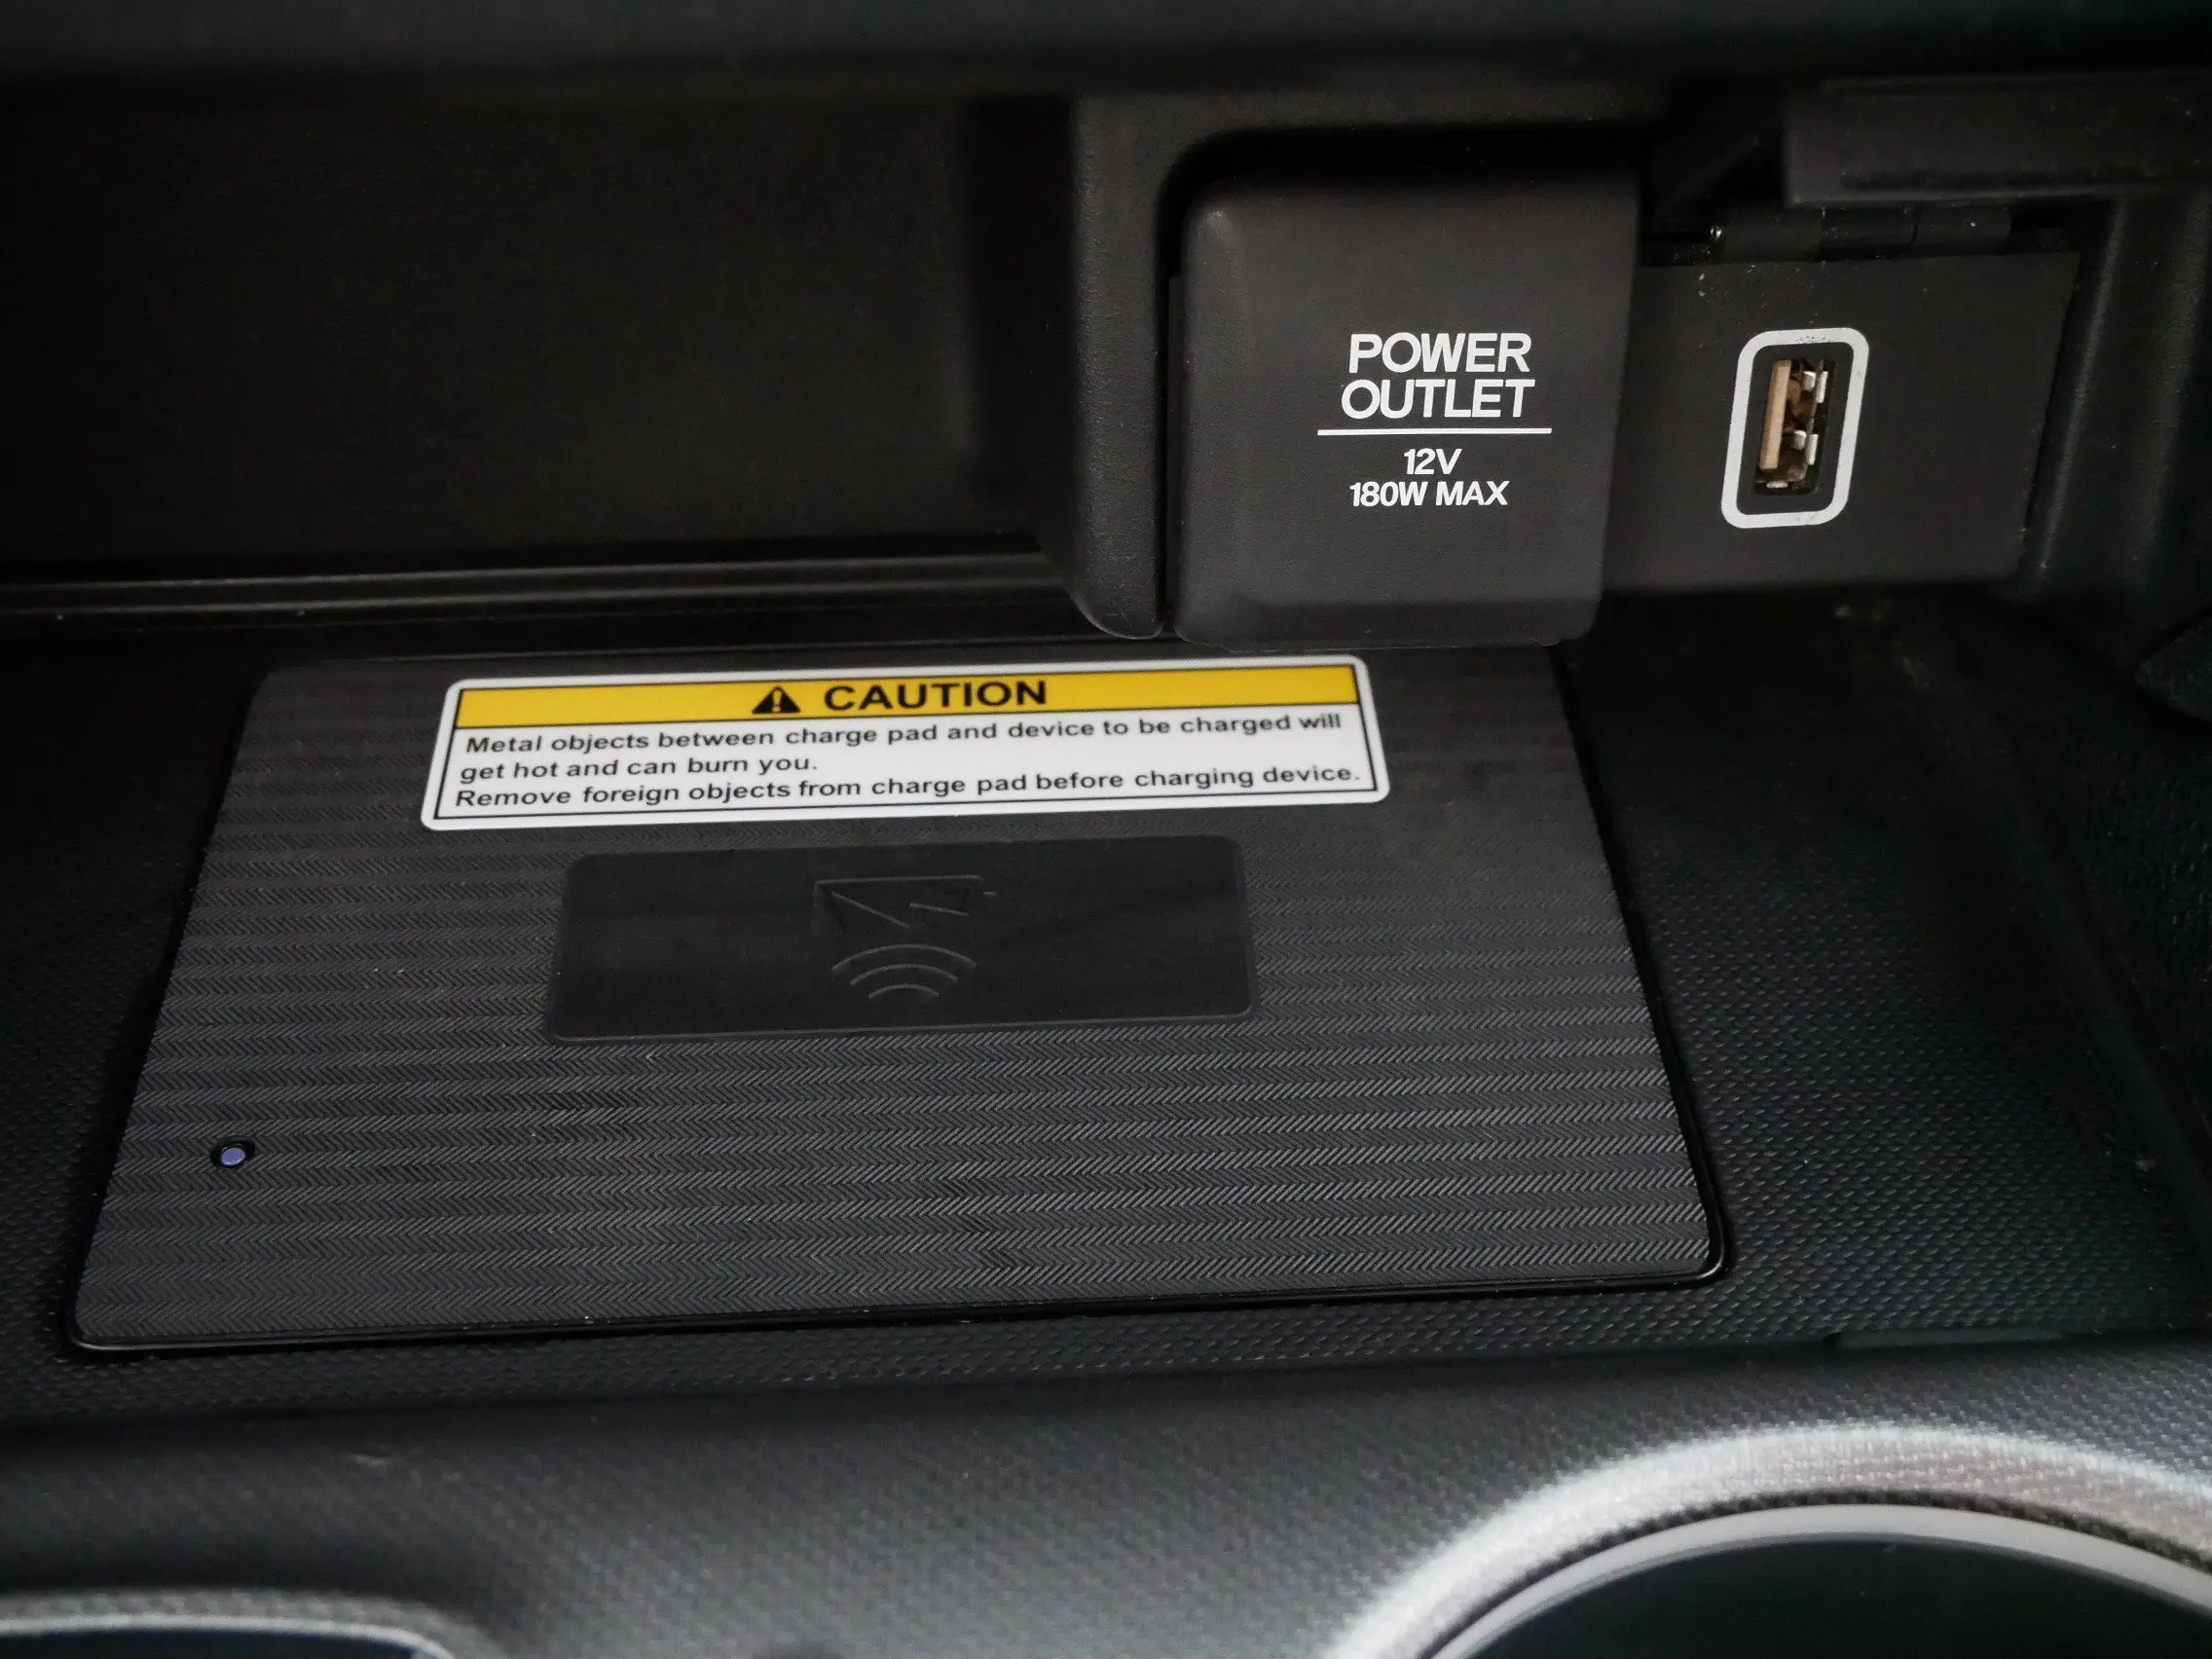 POWER
OUTLET
12V
180W MAX
CAUTION
Metal objects between charge pad and device to be charged will
get hot and can burn you.
Remove foreign objects from charge pad before charging device.